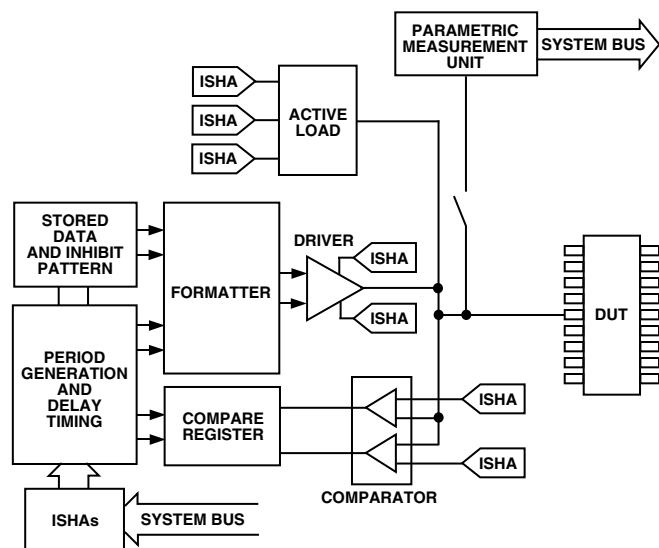 PARAMETRIC
MEASUREMENT
UNIT
SYSTEM BUS
ISHA
ISHA
ISHA
ACTIVE
LOAD
STORED
DATA
AND INHIBIT
PATTERN
FORMATTER
DRIVER
ISHA
ISHA
DUT
PERIOD
GENERATION
AND
DELAY
TIMING
COMPARE
REGISTER
ISHA
ISHA
COMPARATOR
ISHAs
SYSTEM BUS